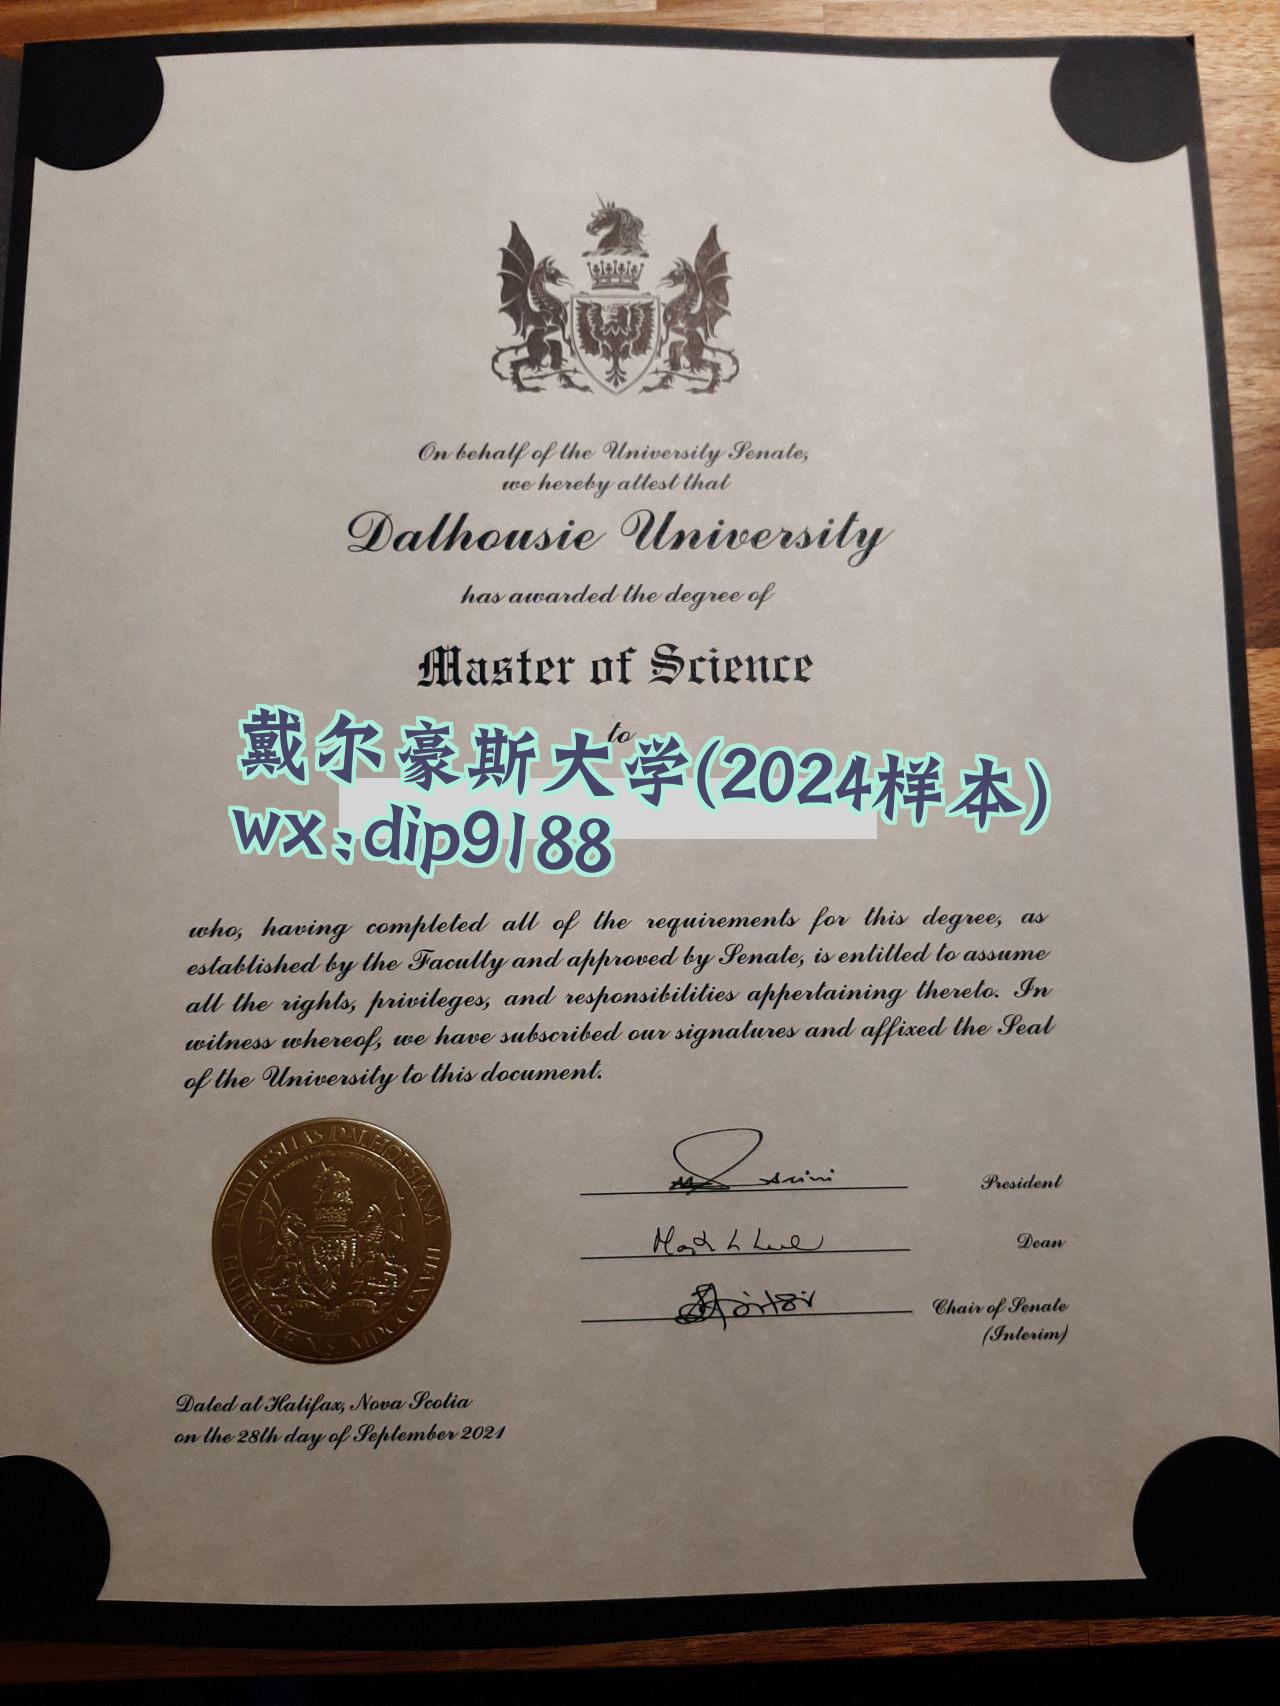 On behalf of the University Senate,
we hereby attest that
Dalhousie University
has awarded the degree of
Master of Science
to
戴尔豪斯大学(2024样本)
wx:dip9188
who, having completed all of the requirements for this degree, as
established by the Faculty and approved by Senate, is entitled to assume
all the rights, privileges, and responsibilities appertaining thereto. In
witness whereof, we have subscribed our signatures and affixed the Seal
of the University to this document.
UNIVERSITAS DALHOUSIANA
President
Dean
Chair of Senate
(Interim)
Dated at Halifax, Nova Scotia
on the 28th day of September 2021